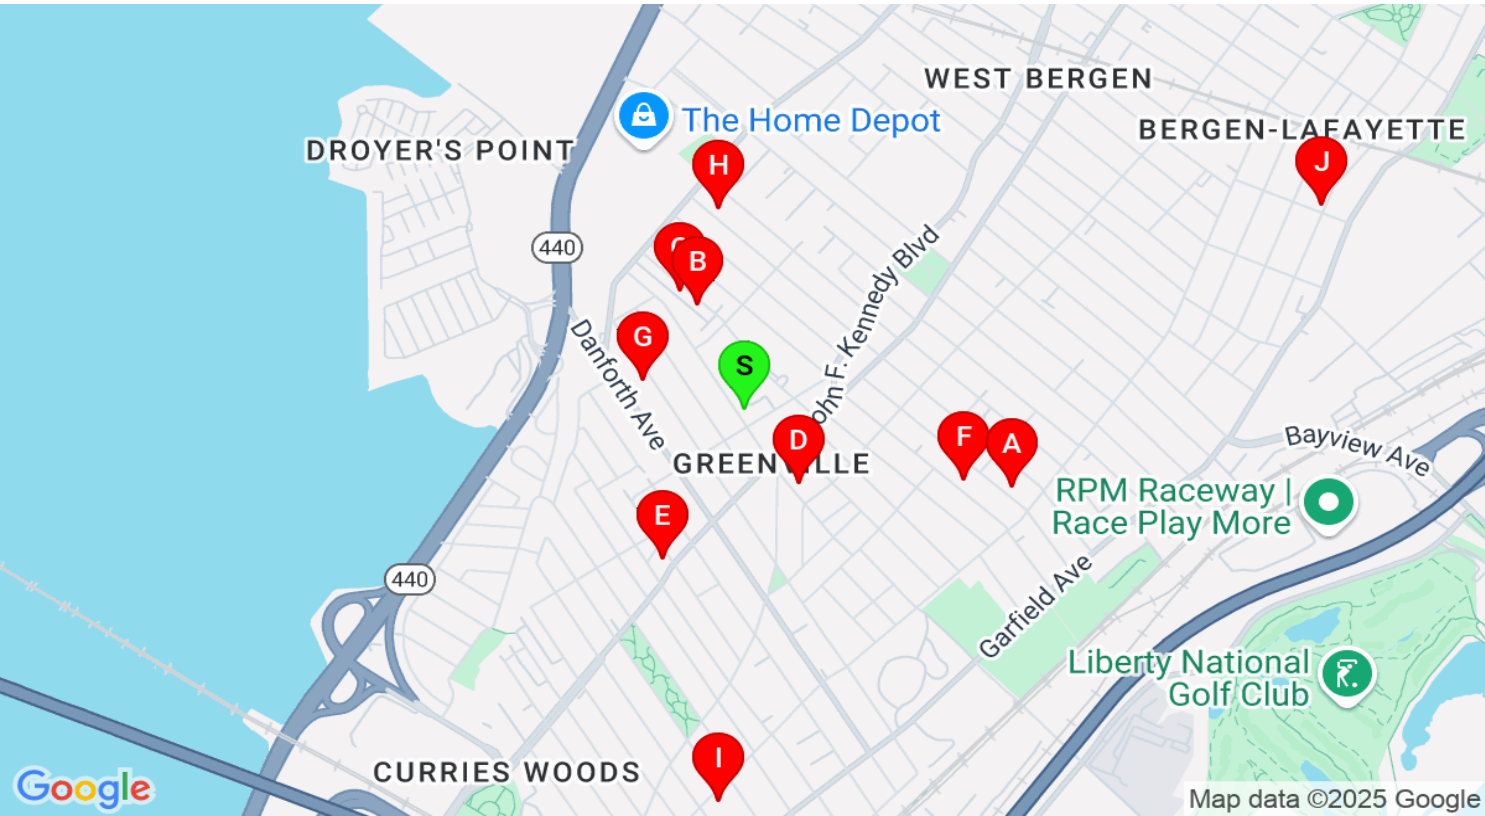 WEST BERGEN
The Home Depot
BERGEN-LAFAYETTE
DROYER'S POINT
H
J
440
B
John F. Kennedy Blvd
G
Danforth Ave
S
D
F
A
Bayview Ave
GREENVILLE
RPM Raceway |
Race Play More
E
440
Garfield Ave
Liberty National
Golf Club
I
CURRIES WOODS
Google
Map data ©2025 Google